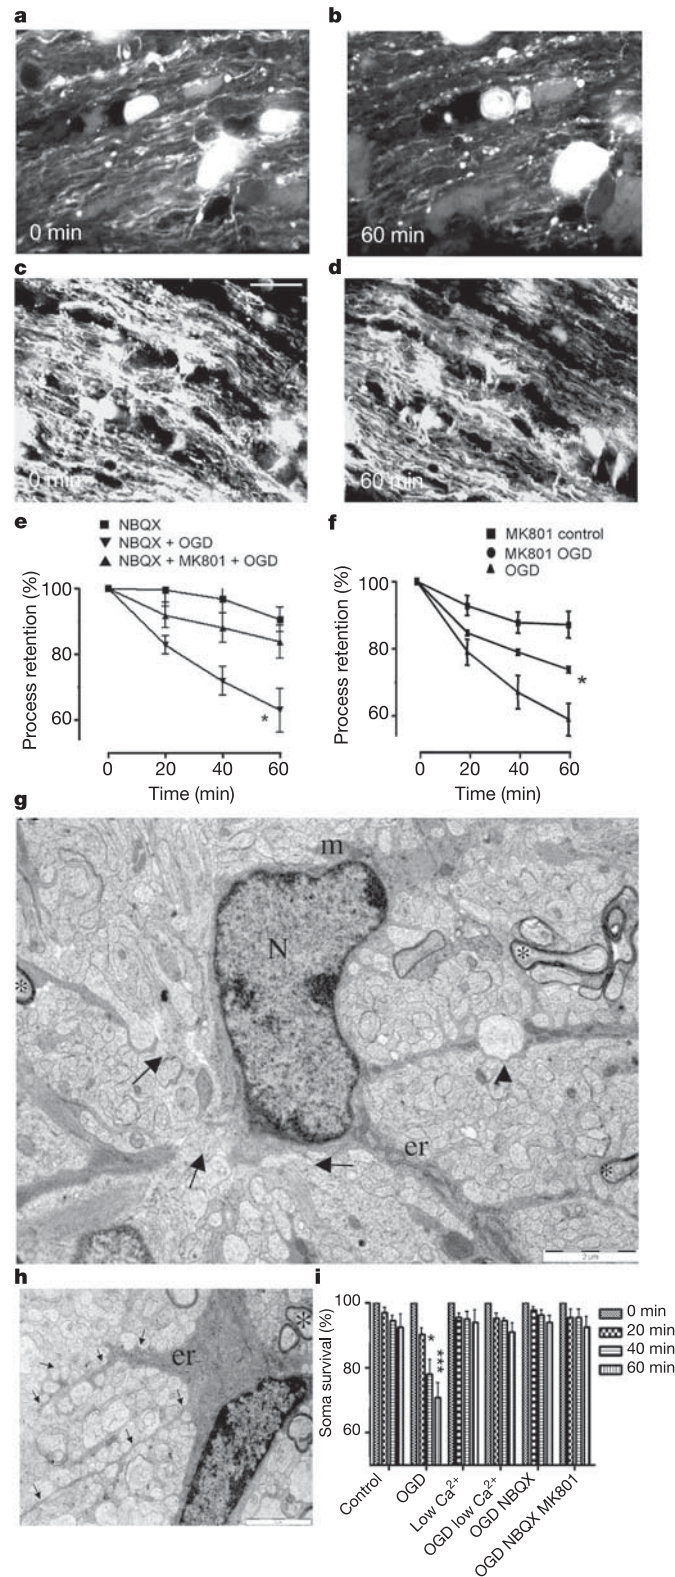 a
b
0 min
60 min
c
d
0 min
60 min
e
f
NBQX
NBQX + OGD
NBQX + MK801 + OGD
MK801 control
MK801 OGD
OGD
Process retention (%)
100
80
60
*
0 20 40 60
Time (min)
Process retention (%)
100
80
60
*
0 20 40 60
Time (min)
g
m
N
*
*
er
*
2 µm
h
i
er
*
Soma survival (%)
100
80
60
*
***
0 min
20 min
40 min
60 min
Control
OGD
Low Ca²⁺
OGD low Ca²⁺
OGD NBQX
OGD NBQX MK801